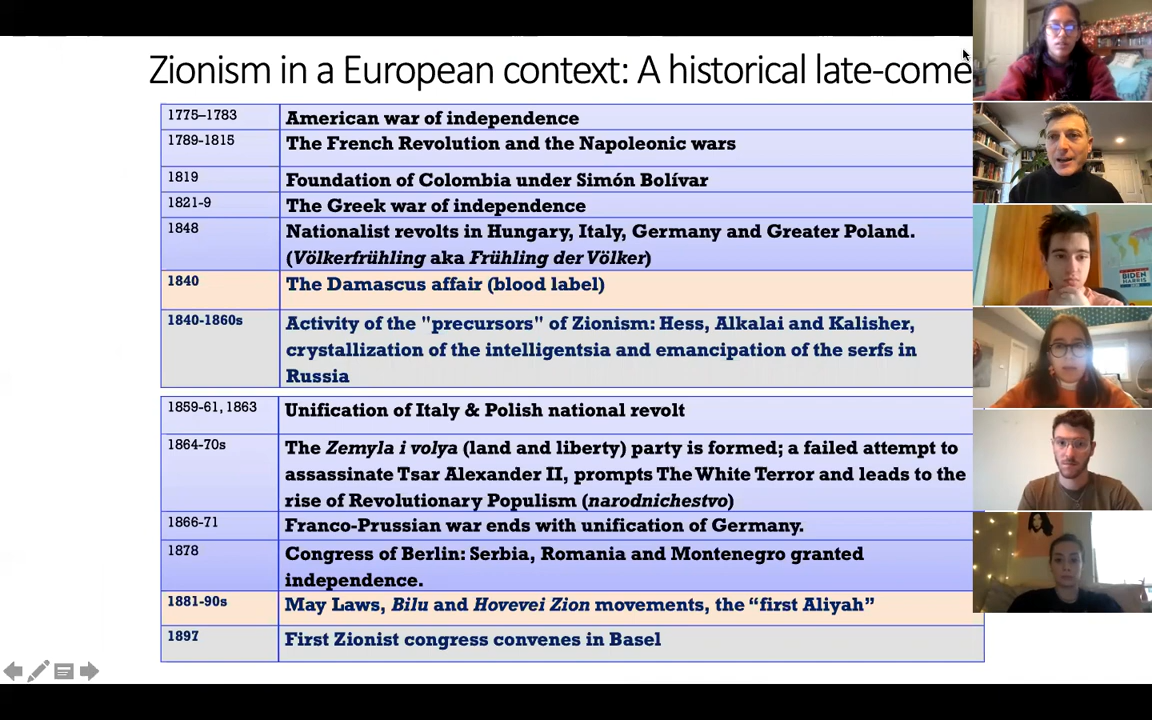 Zionism in a European context: A historical late-come
1775–1783 American war of independence
1789-1815 The French Revolution and the Napoleonic wars
1819 Foundation of Colombia under Simón Bolívar
1821-9 The Greek war of independence
1848 Nationalist revolts in Hungary, Italy, Germany and Greater Poland.
(Völkerfrühling aka Frühling der Völker)
1840 The Damascus affair (blood label)
1840-1860s Activity of the "precursors" of Zionism: Hess, Alkalai and Kalisher,
crystallization of the intelligentsia and emancipation of the serfs in
Russia
1859-61, 1863 Unification of Italy & Polish national revolt
1864-70s The Zemyla i volya (land and liberty) party is formed; a failed attempt to
assassinate Tsar Alexander II, prompts The White Terror and leads to the
rise of Revolutionary Populism (narodnichestvo)
1866-71 Franco-Prussian war ends with unification of Germany.
1878 Congress of Berlin: Serbia, Romania and Montenegro granted
independence.
1881-90s May Laws, Bilu and Hovevei Zion movements, the “first Aliyah”
1897 First Zionist congress convenes in Basel
BIDEN
HARRIS